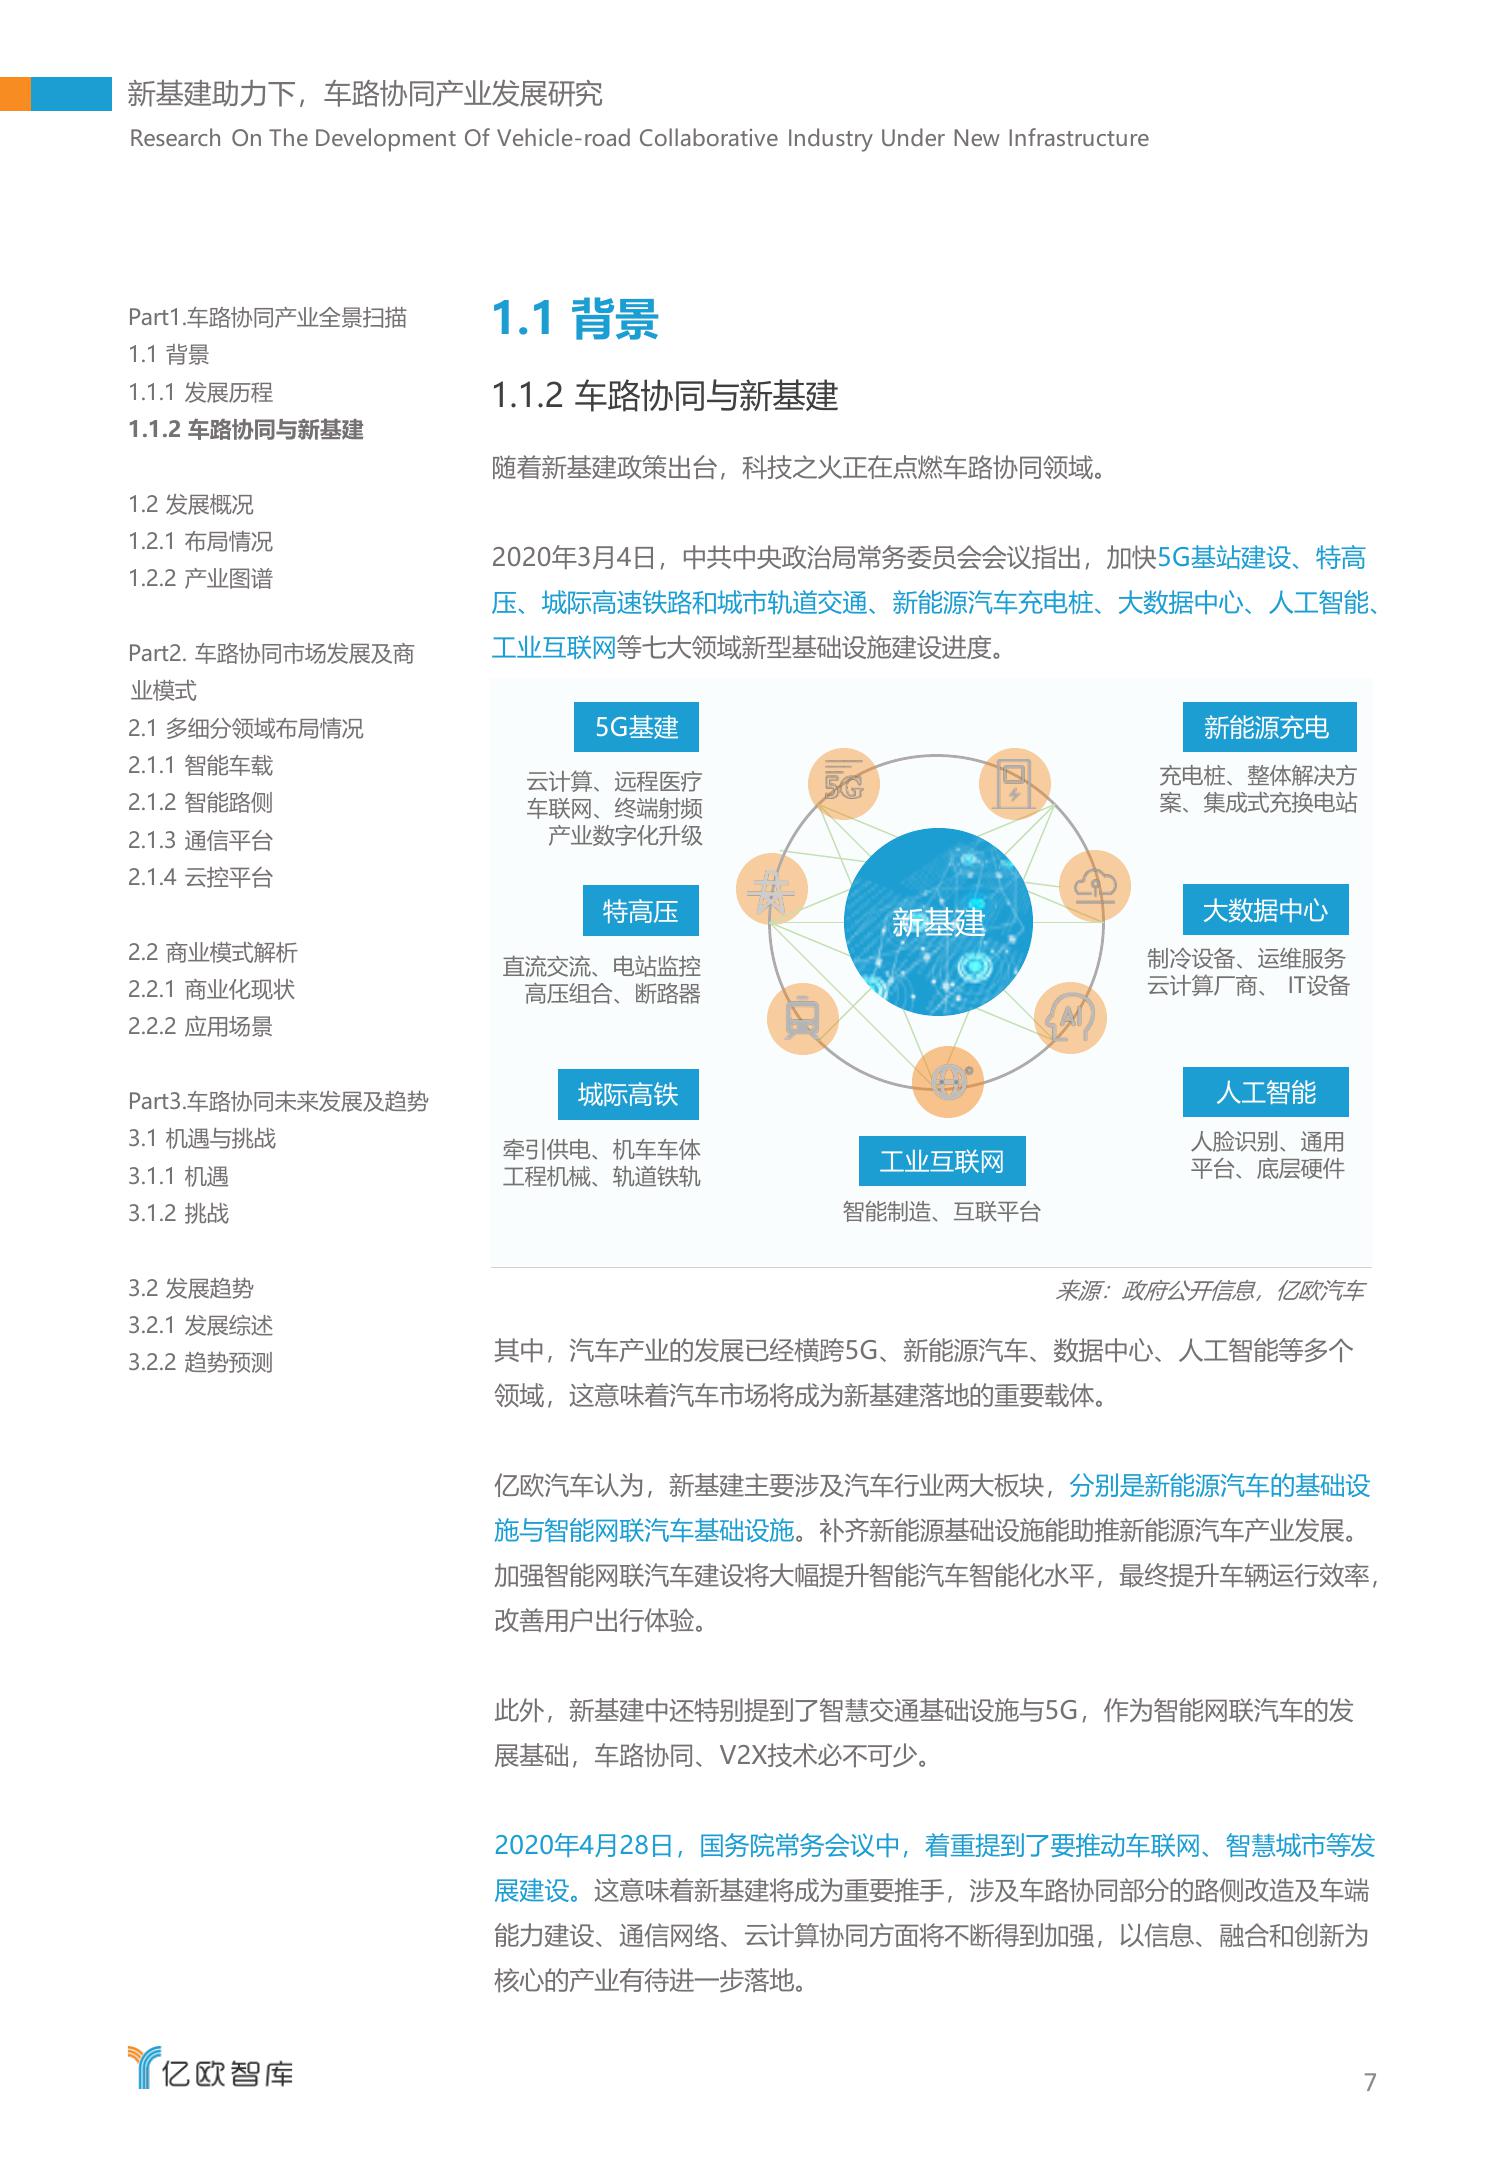 新基建助力下，车路协同产业发展研究
Research On The Development Of Vehicle-road Collaborative Industry Under New Infrastructure
Part1.车路协同产业全景扫描
1.1 背景
1.1.1 发展历程
1.1.2 车路协同与新基建
1.2 发展概况
1.2.1 布局情况
1.2.2 产业图谱
Part2. 车路协同市场发展及商
业模式
2.1 多细分领域布局情况
2.1.1 智能车载
2.1.2 智能路侧
2.1.3 通信平台
2.1.4 云控平台
2.2 商业模式解析
2.2.1 商业化现状
2.2.2 应用场景
Part3.车路协同未来发展及趋势
3.1 机遇与挑战
3.1.1 机遇
3.1.2 挑战
3.2 发展趋势
3.2.1 发展综述
3.2.2 趋势预测
1.1 背景
1.1.2 车路协同与新基建
随着新基建政策出台，科技之火正在点燃车路协同领域。
2020年3月4日，中共中央政治局常务委员会会议指出，加快5G基站建设、特高
压、城际高速铁路和城市轨道交通、新能源汽车充电桩、大数据中心、人工智能、
工业互联网等七大领域新型基础设施建设进度。
5G基建
云计算、远程医疗
车联网、终端射频
产业数字化升级
特高压
直流交流、电站监控
高压组合、断路器
城际高铁
牵引供电、机车车体
工程机械、轨道铁轨
5G
新基建
AI
工业互联网
智能制造、互联平台
新能源充电
充电桩、整体解决方
案、集成式充换电站
大数据中心
制冷设备、运维服务
云计算厂商、 IT设备
人工智能
人脸识别、通用
平台、底层硬件
来源：政府公开信息，亿欧汽车
其中，汽车产业的发展已经横跨5G、新能源汽车、数据中心、人工智能等多个
领域，这意味着汽车市场将成为新基建落地的重要载体。
亿欧汽车认为，新基建主要涉及汽车行业两大板块，分别是新能源汽车的基础设
施与智能网联汽车基础设施。补齐新能源基础设施能助推新能源汽车产业发展。
加强智能网联汽车建设将大幅提升智能汽车智能化水平，最终提升车辆运行效率，
改善用户出行体验。
此外，新基建中还特别提到了智慧交通基础设施与5G，作为智能网联汽车的发
展基础，车路协同、V2X技术必不可少。
2020年4月28日，国务院常务会议中，着重提到了要推动车联网、智慧城市等发
展建设。这意味着新基建将成为重要推手，涉及车路协同部分的路侧改造及车端
能力建设、通信网络、云计算协同方面将不断得到加强，以信息、融合和创新为
核心的产业有待进一步落地。
亿欧智库
7